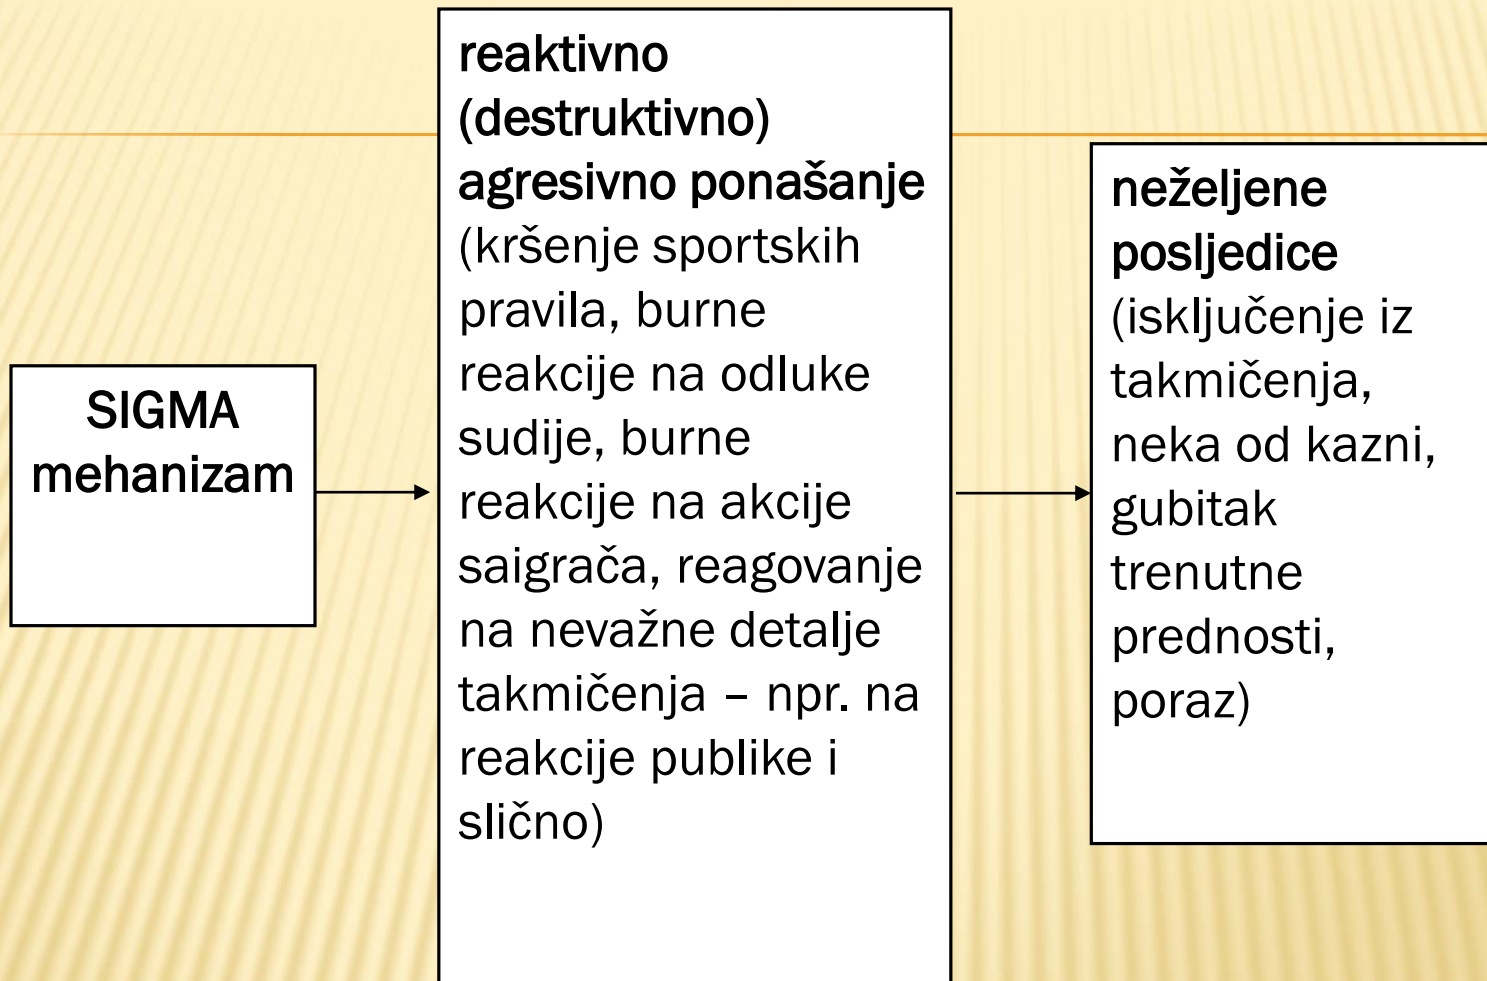 SIGMA
mehanizam
reaktivno
(destruktivno)
agresivno ponašanje
(kršenje sportskih
pravila, burne
reakcije na odluke
sudije, burne
reakcije na akcije
saigrača, reagovanje
na nevažne detalje
takmičenja – npr. na
reakcije publike i
slično)
neželjene
posljedice
(isključenje iz
takmičenja,
neka od kazni,
gubitak
trenutne
prednosti,
poraz)